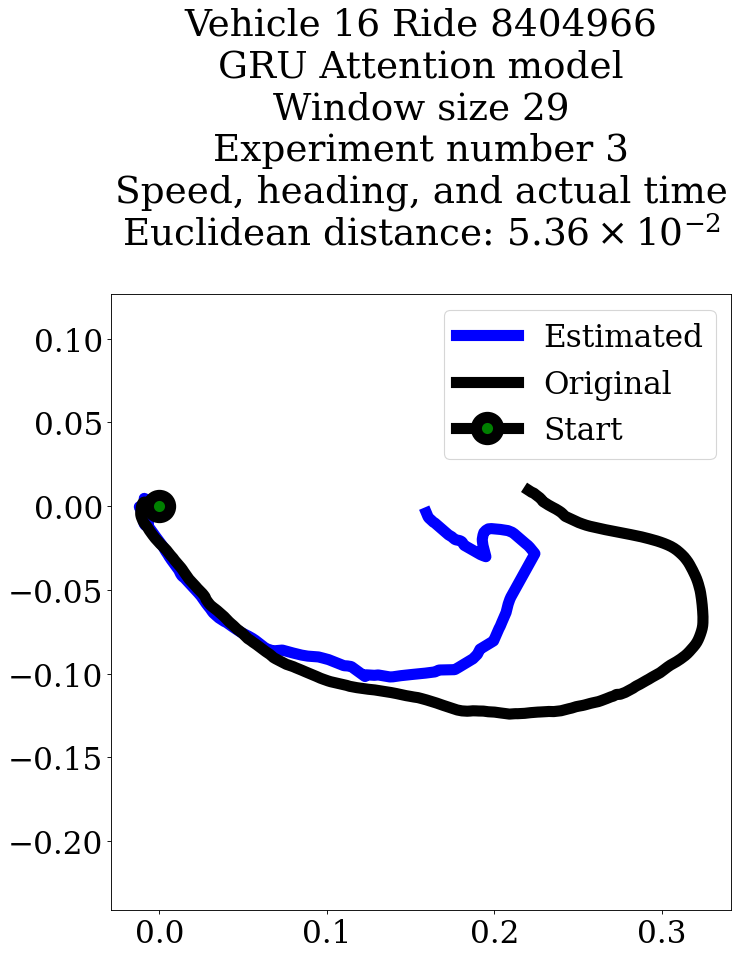 Vehicle 16 Ride 8404966
GRU Attention model
Window size 29
Experiment number 3
Speed, heading, and actual time
Euclidean distance: 5.36 × 10⁻²
Estimated
Original
Start
0.10
0.05
0.00
−0.05
−0.10
−0.15
−0.20
0.0 0.1 0.2 0.3